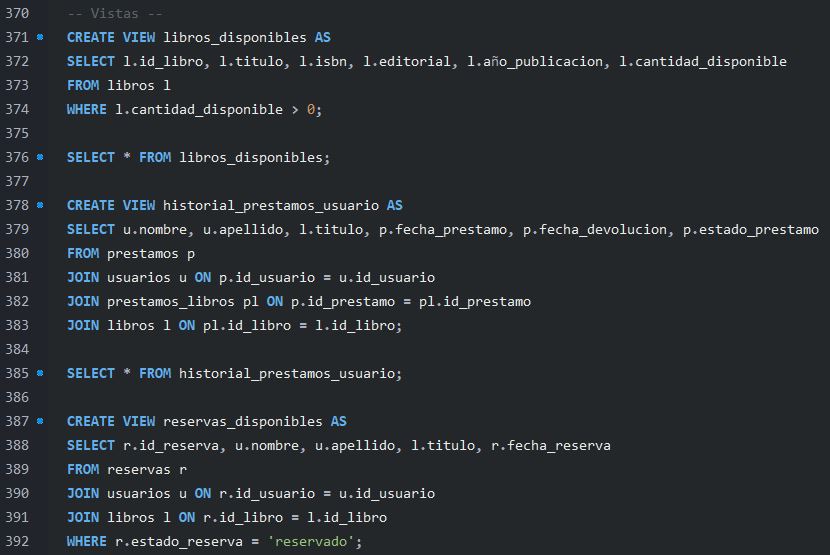 370 -- Vistas --
371 CREATE VIEW libros_disponibles AS
372 SELECT l.id_libro, l.titulo, l.isbn, l.editorial, l.año_publicacion, l.cantidad_disponible
373 FROM libros l
374 WHERE l.cantidad_disponible > 0;
375
376 SELECT * FROM libros_disponibles;
377
378 CREATE VIEW historial_prestamos_usuario AS
379 SELECT u.nombre, u.apellido, l.titulo, p.fecha_prestamo, p.fecha_devolucion, p.estado_prestamo
380 FROM prestamos p
381 JOIN usuarios u ON p.id_usuario = u.id_usuario
382 JOIN prestamos_libros pl ON p.id_prestamo = pl.id_prestamo
383 JOIN libros l ON pl.id_libro = l.id_libro;
384
385 SELECT * FROM historial_prestamos_usuario;
386
387 CREATE VIEW reservas_disponibles AS
388 SELECT r.id_reserva, u.nombre, u.apellido, l.titulo, r.fecha_reserva
389 FROM reservas r
390 JOIN usuarios u ON r.id_usuario = u.id_usuario
391 JOIN libros l ON r.id_libro = l.id_libro
392 WHERE r.estado_reserva = 'reservado';